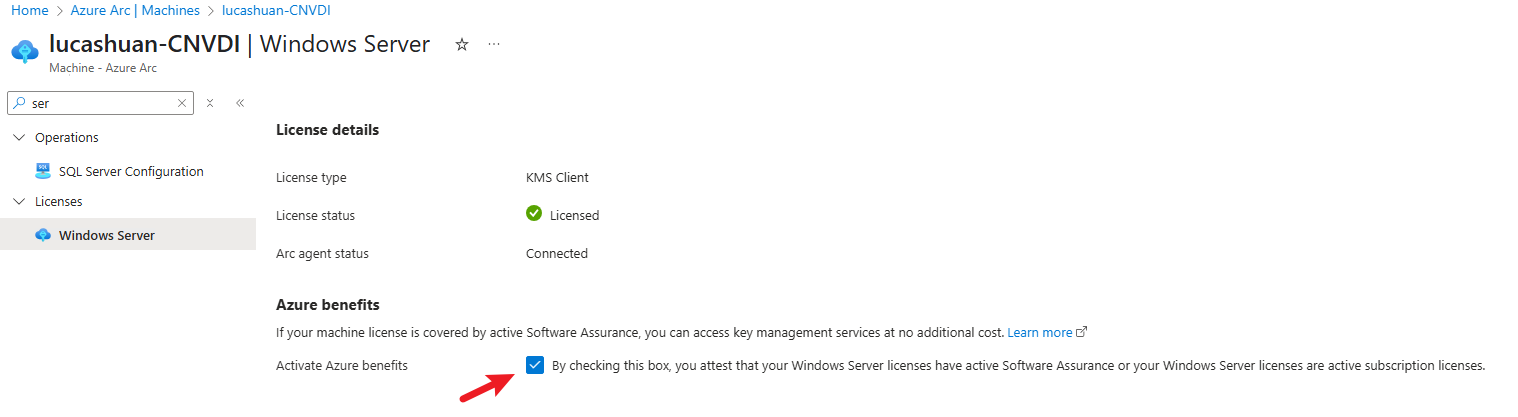 Home > Azure Arc | Machines > lucashuan-CNVDI
lucashuan-CNVDI | Windows Server
Machine - Azure Arc
ser
Operations
SQL
SQL Server Configuration
Licenses
Windows Server
License details
License type KMS Client
License status Licensed
Arc agent status Connected
Azure benefits
If your machine license is covered by active Software Assurance, you can access key management services at no additional cost. Learn more
Activate Azure benefits By checking this box, you attest that your Windows Server licenses have active Software Assurance or your Windows Server licenses are active subscription licenses.